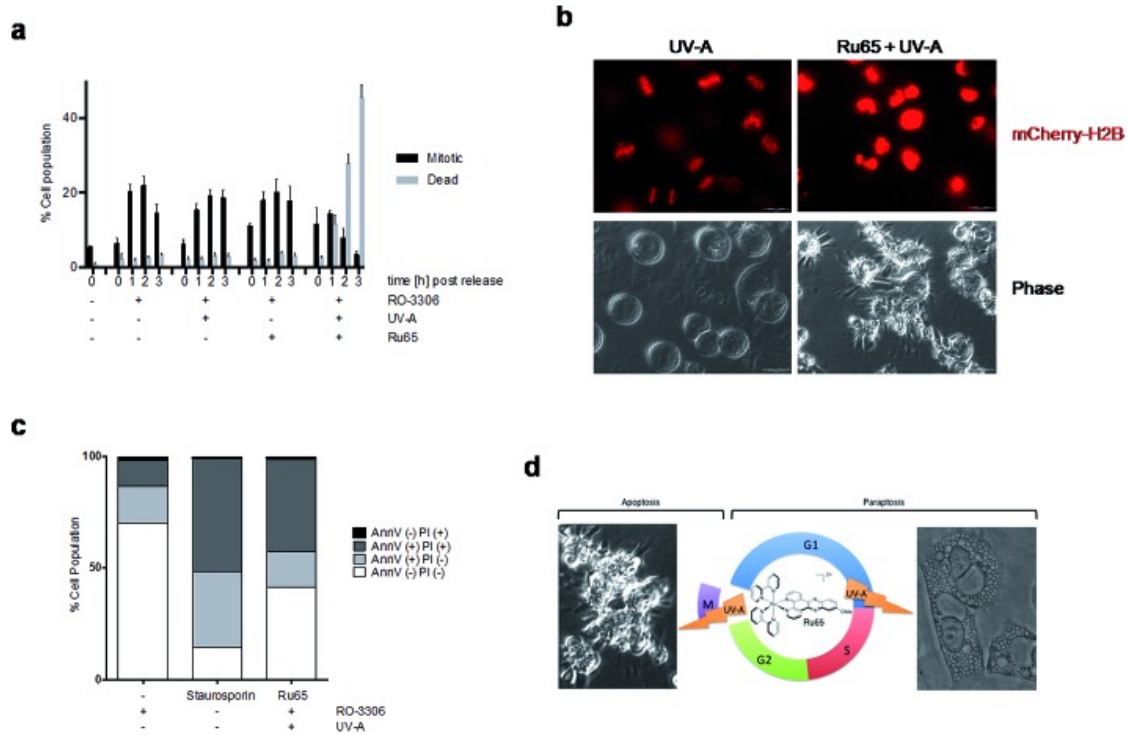 a
% Cell population
40
20
0
Mitotic
Dead
0 0 1 2 3 0 1 2 3 0 1 2 3 0 1 2 3 time [h] post release
- + + + + RO-3306
- - + - + UV-A
- - - + + Ru65
b
UV-A Ru65 + UV-A
mCherry-H2B
Phase
c
% Cell Population
100
50
0
AnnV (-) PI (+)
AnnV (+) PI (+)
AnnV (+) PI (-)
AnnV (-) PI (-)
- Staurosporin Ru65
+ - + RO-3306
- - + UV-A
d
Apoptosis Paraptosis
G1
M
UV-A
UV-A
Ru65
OMe
G2
S